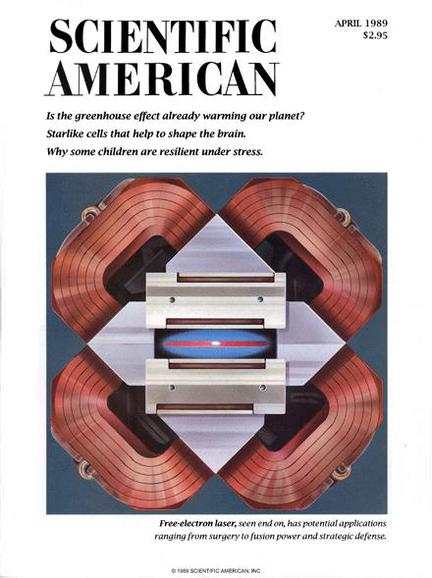 SCIENTIFIC
AMERICAN
APRIL 1989
$2.95
Is the greenhouse effect already warming our planet?
Starlike cells that help to shape the brain.
Why some children are resilient under stress.
Free-electron laser, seen end on, has potential applications
ranging from surgery to fusion power and strategic defense.
© 1989 SCIENTIFIC AMERICAN, INC